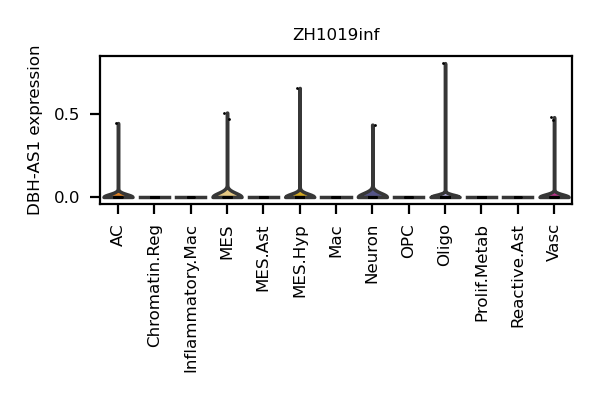 ZH1019inf
DBH-AS1 expression
0.5
0.0
AC
Chromatin.Reg
Inflammatory.Mac
MES
MES.Ast
MES.Hyp
Mac
Neuron
OPC
Oligo
Prolif.Metab
Reactive.Ast
Vasc